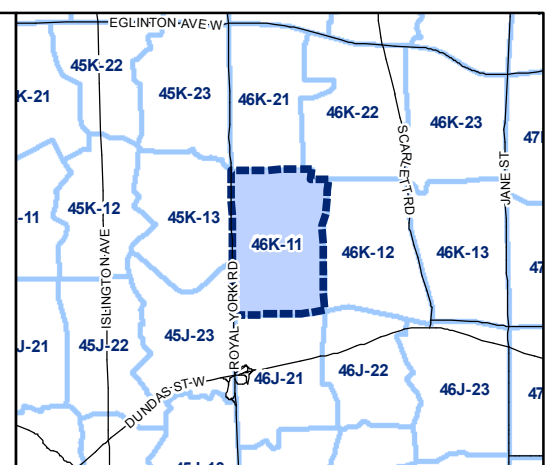 EGLINTON AVE W
45K-22
K-21
45K-23
46K-21
46K-22
46K-23
SCARLETT RD
JANE ST
-11
45K-12
45K-13
46K-11
46K-12
46K-13
47
ISLINGTON AVE
ROYAL YORK RD
J-21
45J-22
45J-23
DUNDAS ST W
46J-21
46J-22
46J-23
47